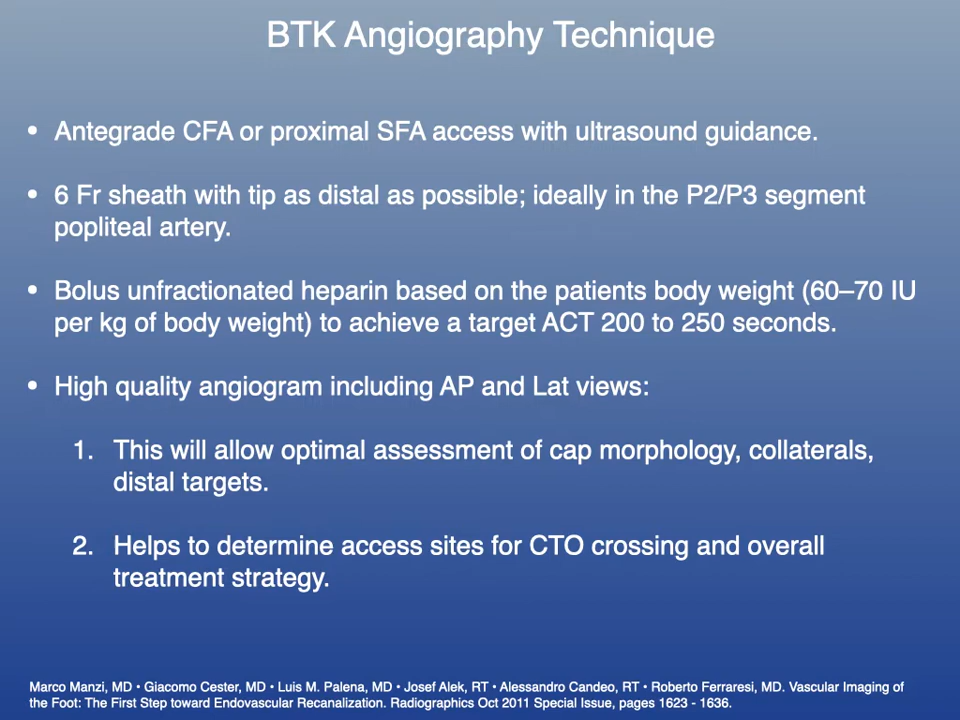 BTK Angiography Technique
• Antegrade CFA or proximal SFA access with ultrasound guidance.
• 6 Fr sheath with tip as distal as possible; ideally in the P2/P3 segment
popliteal artery.
• Bolus unfractionated heparin based on the patients body weight (60–70 IU
per kg of body weight) to achieve a target ACT 200 to 250 seconds.
• High quality angiogram including AP and Lat views:
1. This will allow optimal assessment of cap morphology, collaterals,
distal targets.
2. Helps to determine access sites for CTO crossing and overall
treatment strategy.
Marco Manzi, MD • Giacomo Cester, MD • Luis M. Palena, MD • Josef Alek, RT • Alessandro Candeo, RT • Roberto Ferraresi, MD. Vascular Imaging of
the Foot: The First Step toward Endovascular Recanalization. Radiographics Oct 2011 Special Issue, pages 1623 - 1636.